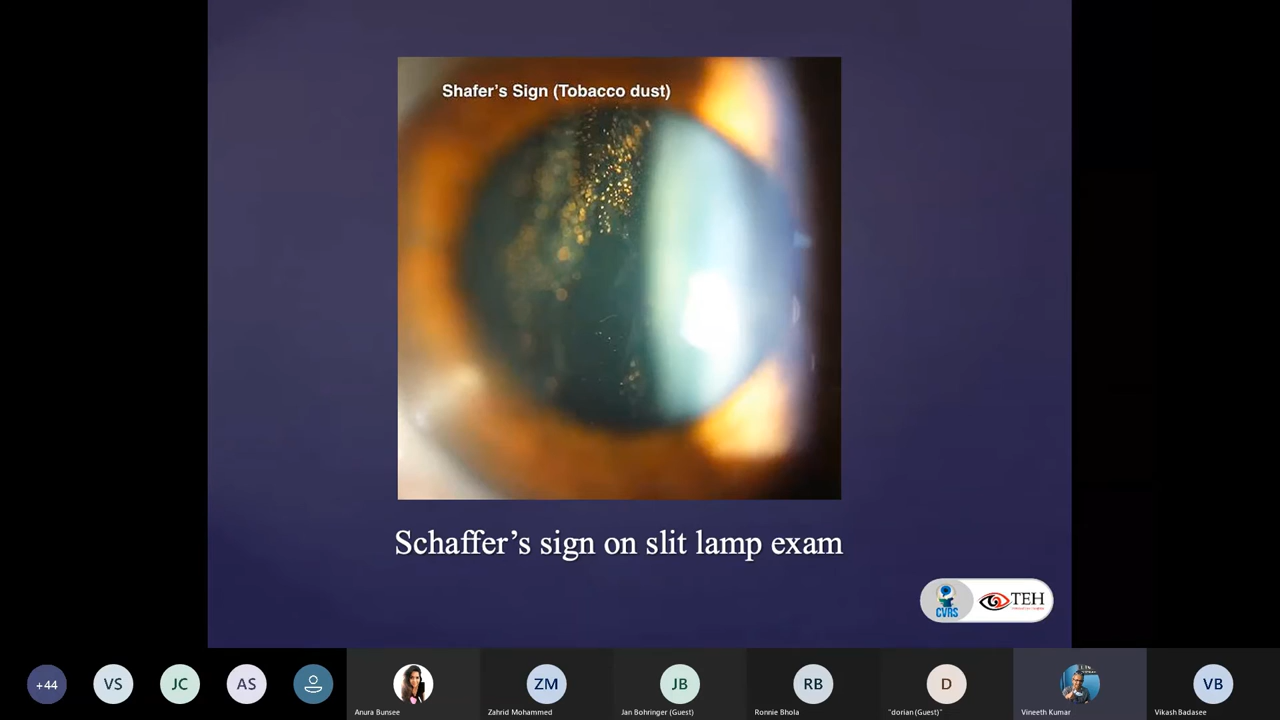 Shafer's Sign (Tobacco dust)
Schaffer's sign on slit lamp exam
CVRS
TEH
+44
VS
JC
AS
Anura Bunsee
ZM
Zahrid Mohammed
JB
Jan Bohringer (Guest)
RB
Ronnie Bhola
D
"dorian (Guest)"
Vineeth Kumar
VB
Vikash Badasee